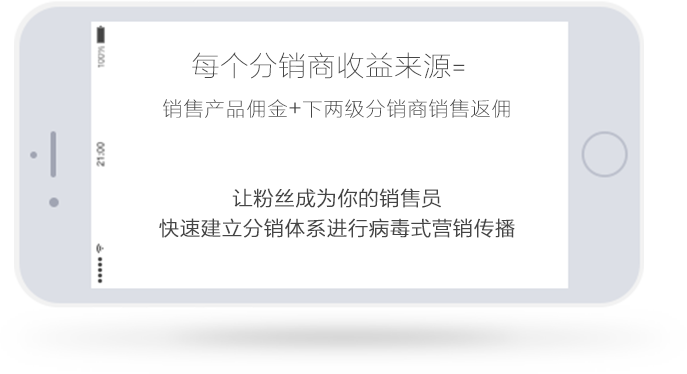 100%
21:00
每个分销商收益来源=
销售产品佣金+下两级分销商销售返佣
让粉丝成为你的销售员
快速建立分销体系进行病毒式营销传播